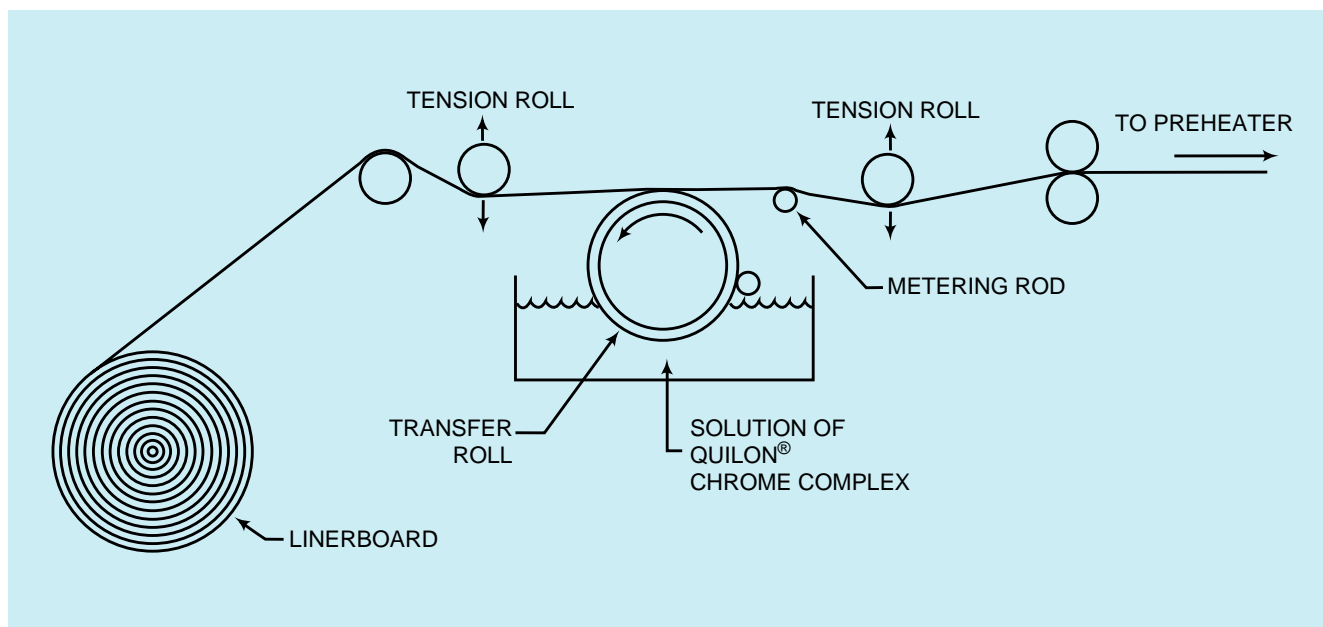 TENSION ROLL
TENSION ROLL
TO PREHEATER
METERING ROD
TRANSFER
ROLL
SOLUTION OF
QUILON®
CHROME COMPLEX
LINERBOARD